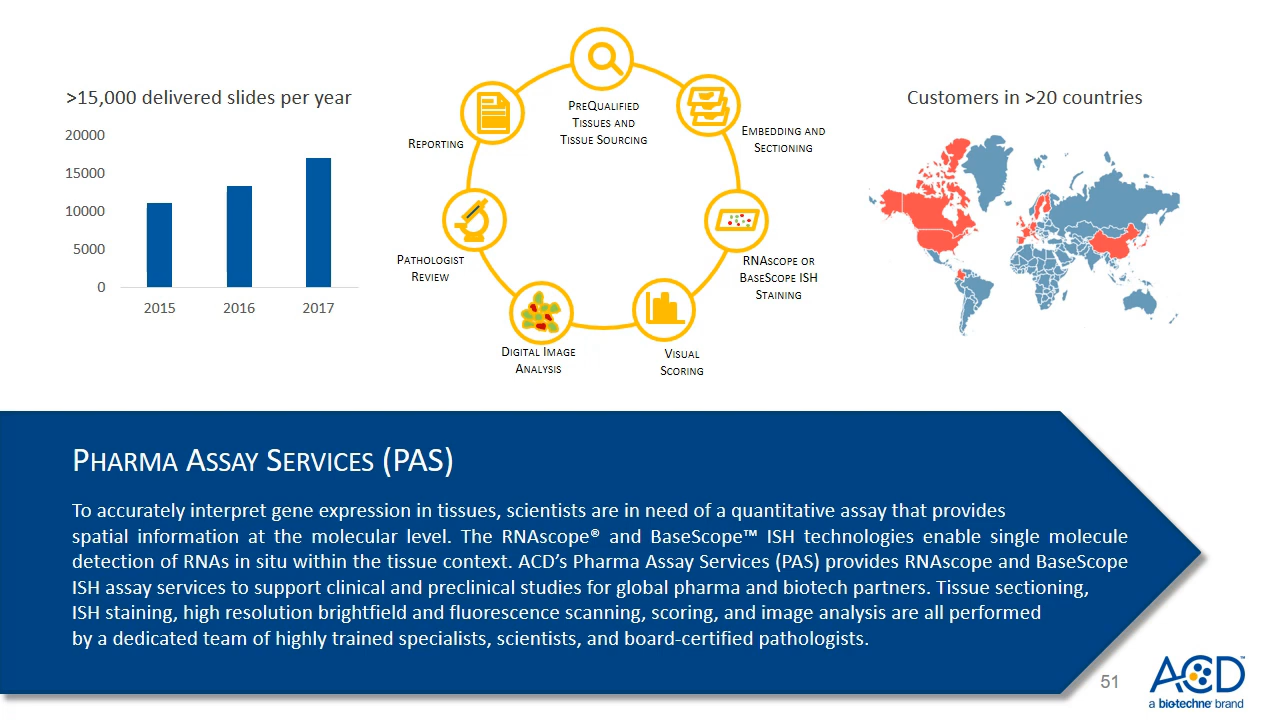 >15,000 delivered slides per year
20000
15000
10000
5000
0
2015 2016 2017
PreQualified
Tissues and
Tissue Sourcing
Embedding and
Sectioning
RNAscope or
BaseScope ISH
Staining
Visual
Scoring
Digital Image
Analysis
Pathologist
Review
Reporting
Customers in >20 countries
Pharma Assay Services (PAS)
To accurately interpret gene expression in tissues, scientists are in need of a quantitative assay that provides
spatial information at the molecular level. The RNAscope® and BaseScope™ ISH technologies enable single molecule
detection of RNAs in situ within the tissue context. ACD’s Pharma Assay Services (PAS) provides RNAscope and BaseScope
ISH assay services to support clinical and preclinical studies for global pharma and biotech partners. Tissue sectioning,
ISH staining, high resolution brightfield and fluorescence scanning, scoring, and image analysis are all performed
by a dedicated team of highly trained specialists, scientists, and board-certified pathologists.
51
ACD™
a biotechne brand